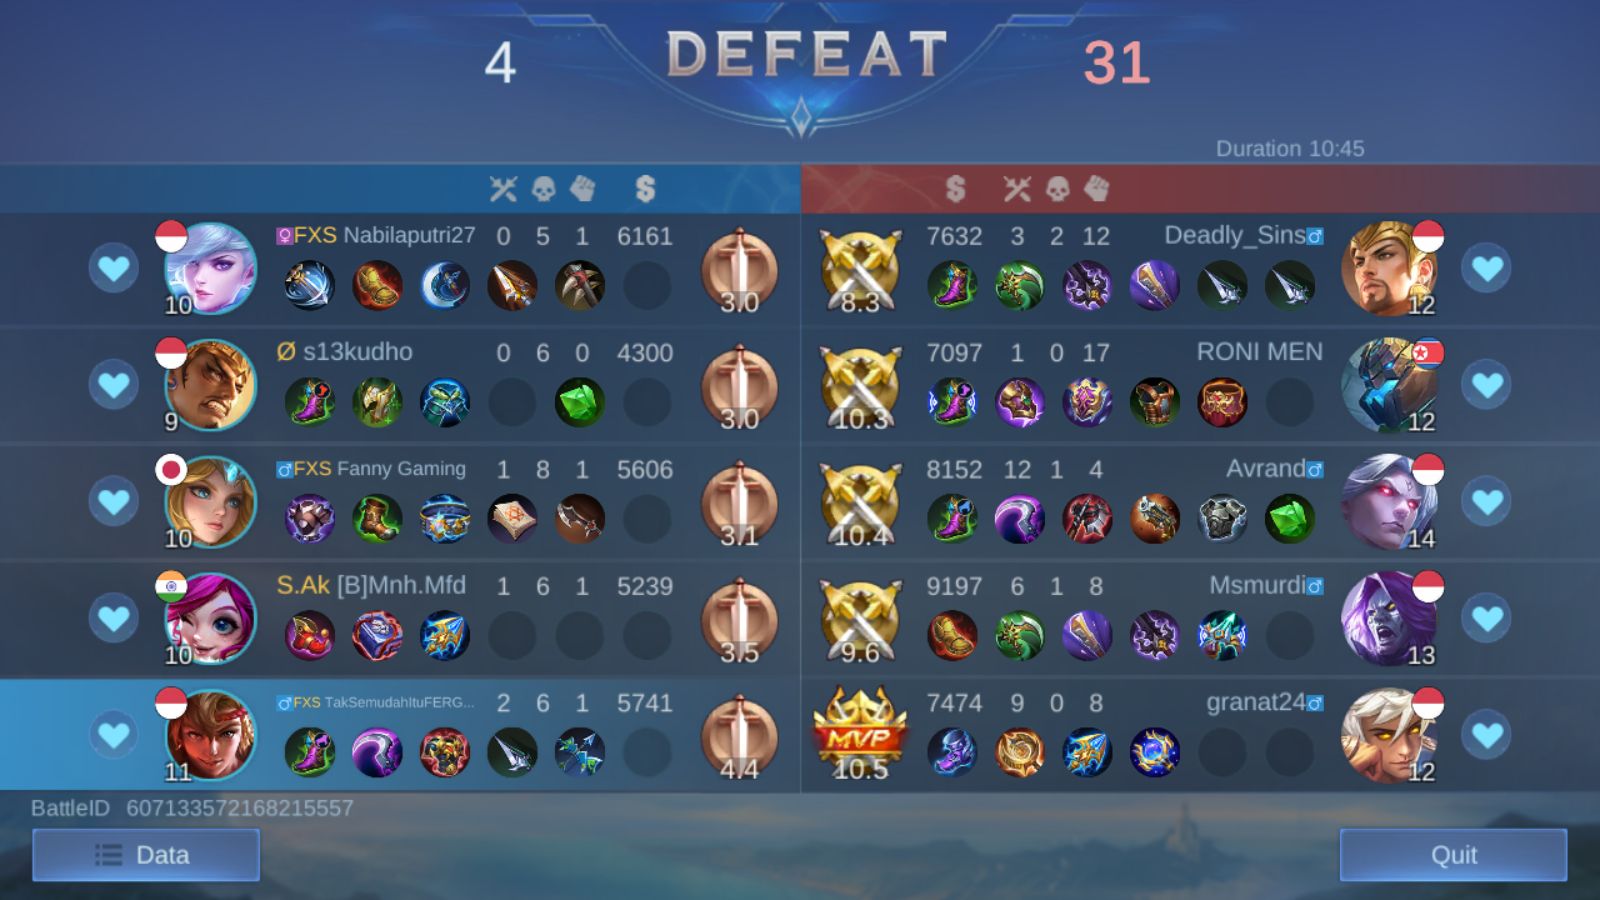 4 DEFEAT 31
Duration 10:45
FXS Nabilaputri27 0 5 1 6161
10 3.0
8.3 7632 3 2 12 Deadly_Sins
12
Ø s13kudho 0 6 0 4300
9 3.0
10.3 7097 1 0 17 RONI MEN
12
FXS Fanny Gaming 1 8 1 5606
10 3.1
10.4 8152 12 1 4 Avrand
14
S.Ak [B]Mnh.Mfd 1 6 1 5239
10 3.5
9.6 9197 6 1 8 Msmurdi
13
FXS TakSemudahItuFERG... 2 6 1 5741
11 4.4
MVP 10.5 7474 9 0 8 granat24
12
BattleID 607133572168215557
Data
Quit